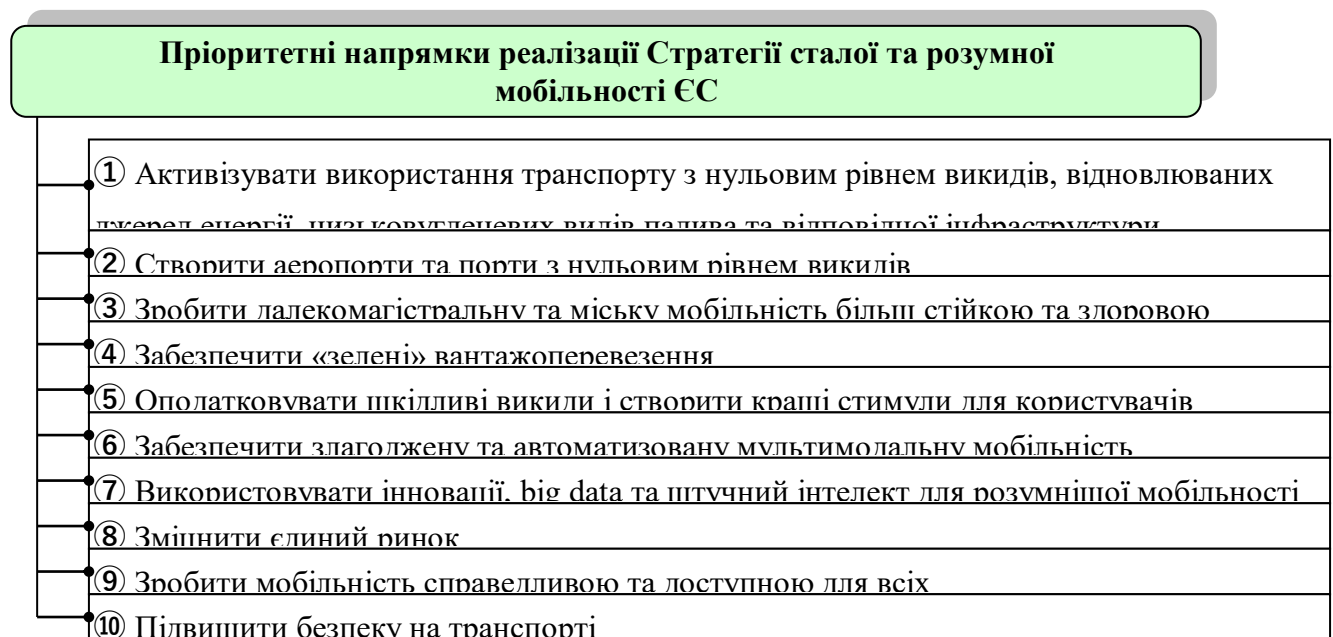 Пріоритетні напрямки реалізації Стратегії сталої та розумної
мобільності ЄС
① Активізувати використання транспорту з нульовим рівнем викидів, відновлюваних
джерел енергії, низьковуглецевих видів палива та відповідної інфраструктури
② Створити аеропорти та порти з нульовим рівнем викидів
③ Зробити далекомагістральну та міську мобільність більш стійкою та здоровою
④ Забезпечити «зелені» вантажоперевезення
⑤ Оподатковувати шкідливі викиди і створити кращі стимули для користувачів
⑥ Забезпечити злагоджену та автоматизовану мультимодальну мобільність
⑦ Використовувати інновації, big data та штучний інтелект для розумнішої мобільності
⑧ Зміцнити єдиний ринок
⑨ Зробити мобільність справедливою та доступною для всіх
⑩ Підвищити безпеку на транспорті